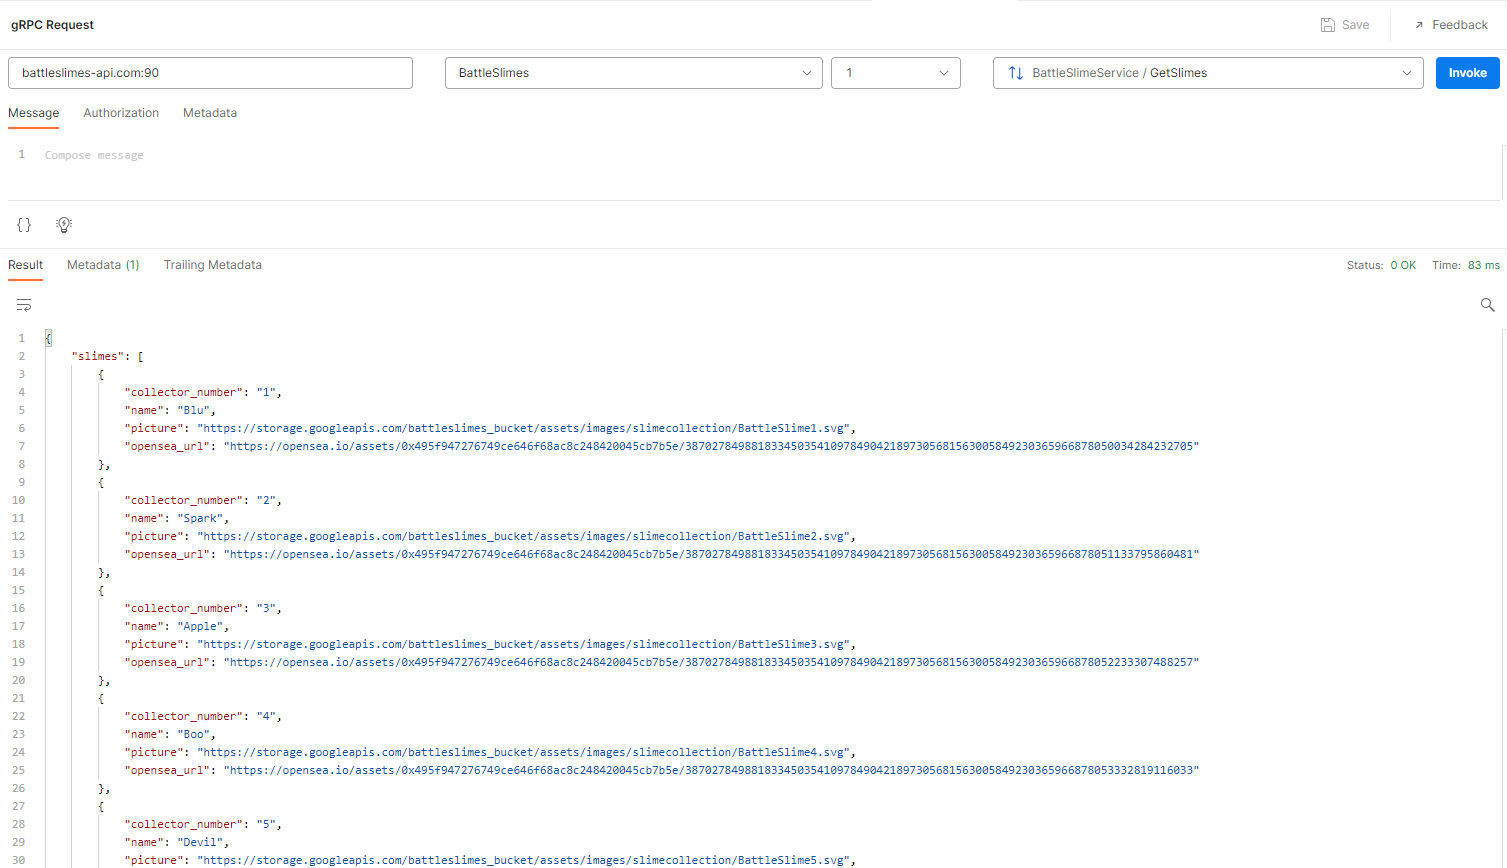 gRPC Request
Save
Feedback
battleslimes-api.com:90
BattleSlimes
1
BattleSlimeService / GetSlimes
Invoke
Message Authorization Metadata
1 Compose message
{}
Result Metadata (1) Trailing Metadata
Status: 0 OK Time: 83 ms
1 {
2 "slimes": [
3 {
4 "collector_number": "1",
5 "name": "Blu",
6 "picture": "https://storage.googleapis.com/battleslimes_bucket/assets/images/slimecollection/BattleSlime1.svg",
7 "opensea_url": "https://opensea.io/assets/0x495f947276749ce646f68ac8c248420045cb7b5e/38702784988183345035410978490421897305681563005849230365966878050034284232705"
8 },
9 {
10 "collector_number": "2",
11 "name": "Spark",
12 "picture": "https://storage.googleapis.com/battleslimes_bucket/assets/images/slimecollection/BattleSlime2.svg",
13 "opensea_url": "https://opensea.io/assets/0x495f947276749ce646f68ac8c248420045cb7b5e/38702784988183345035410978490421897305681563005849230365966878051133795860481"
14 },
15 {
16 "collector_number": "3",
17 "name": "Apple",
18 "picture": "https://storage.googleapis.com/battleslimes_bucket/assets/images/slimecollection/BattleSlime3.svg",
19 "opensea_url": "https://opensea.io/assets/0x495f947276749ce646f68ac8c248420045cb7b5e/38702784988183345035410978490421897305681563005849230365966878052233307488257"
20 },
21 {
22 "collector_number": "4",
23 "name": "Boo",
24 "picture": "https://storage.googleapis.com/battleslimes_bucket/assets/images/slimecollection/BattleSlime4.svg",
25 "opensea_url": "https://opensea.io/assets/0x495f947276749ce646f68ac8c248420045cb7b5e/38702784988183345035410978490421897305681563005849230365966878053332819116033"
26 },
27 {
28 "collector_number": "5",
29 "name": "Devil",
30 "picture": "https://storage.googleapis.com/battleslimes_bucket/assets/images/slimecollection/BattleSlime5.svg",